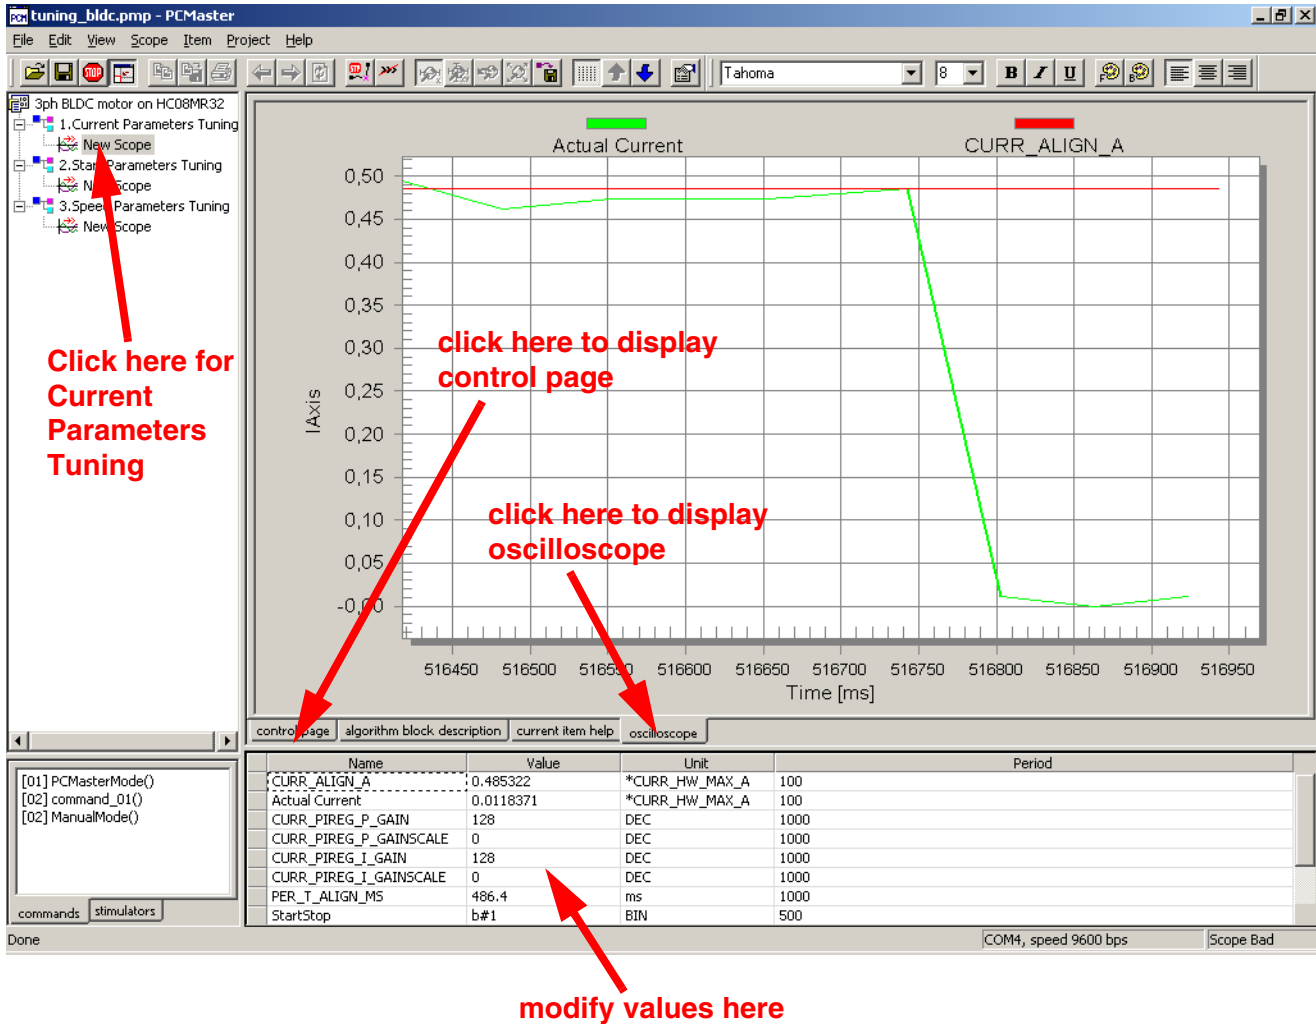 tuning_bldc.pmp - PCMaster
File Edit View Scope Item Project Help
Tahoma 8 B I U
3ph BLDC motor on HC08MR32
1.Current Parameters Tuning
New Scope
2.Start Parameters Tuning
New Scope
3.Speed Parameters Tuning
New Scope
Click here for
Current
Parameters
Tuning
Actual Current CURR_ALIGN_A
0,50
0,45
0,40
0,35
0,30
0,25
0,20
0,15
0,10
0,05
-0,00
IAxis
click here to display
control page
click here to display
oscilloscope
516450 516500 516550 516600 516650 516700 516750 516800 516850 516900 516950
Time [ms]
control page algorithm block description current item help oscilloscope
[01] PCMasterMode()
[02] command_01()
[02] ManualMode()
commands stimulators
Name Value Unit Period
CURR_ALIGN_A 0.485322 *CURR_HW_MAX_A 100
Actual Current 0.0118371 *CURR_HW_MAX_A 100
CURR_PIREG_P_GAIN 128 DEC 1000
CURR_PIREG_P_GAINSCALE 0 DEC 1000
CURR_PIREG_I_GAIN 128 DEC 1000
CURR_PIREG_I_GAINSCALE 0 DEC 1000
PER_T_ALIGN_MS 486.4 ms 1000
StartStop b#1 BIN 500
Done COM4, speed 9600 bps Scope Bad
modify values here